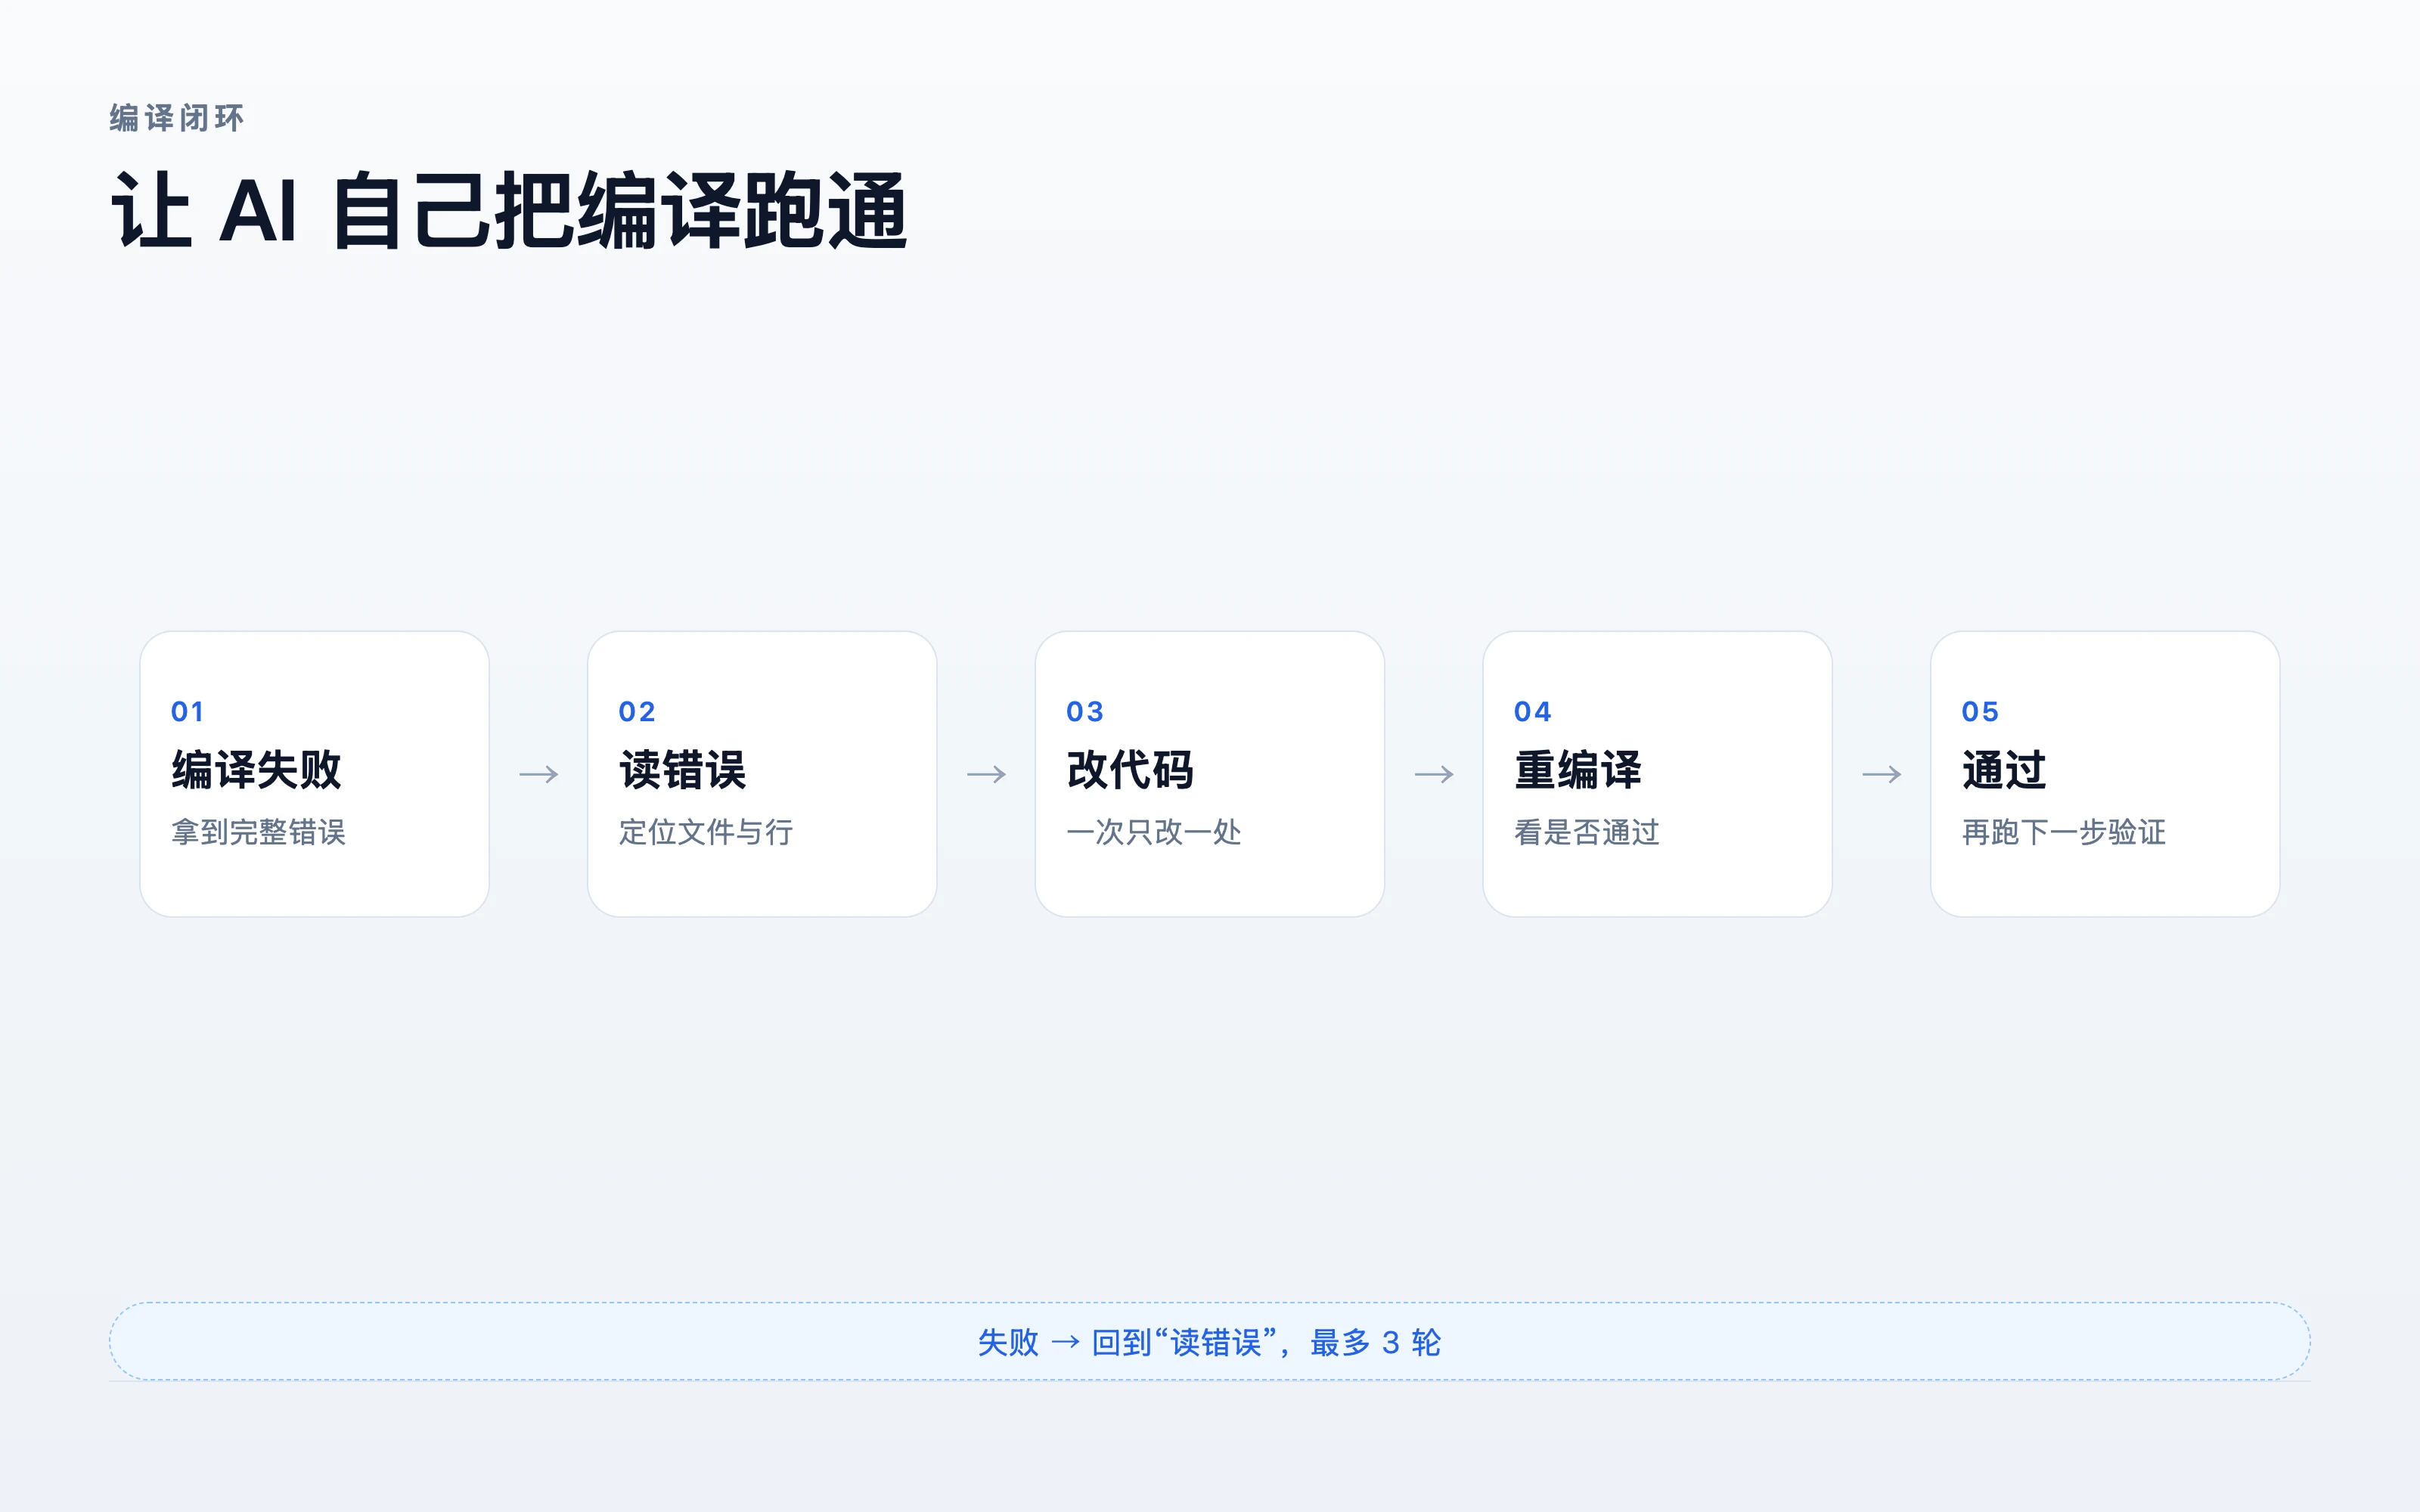 编译闭环
让 AI 自己把编译跑通
01
编译失败
拿到完整错误
→
02
读错误
定位文件与行
→
03
改代码
一次只改一处
→
04
重编译
看是否通过
→
05
通过
再跑下一步验证
失败 → 回到“读错误”，最多 3 轮